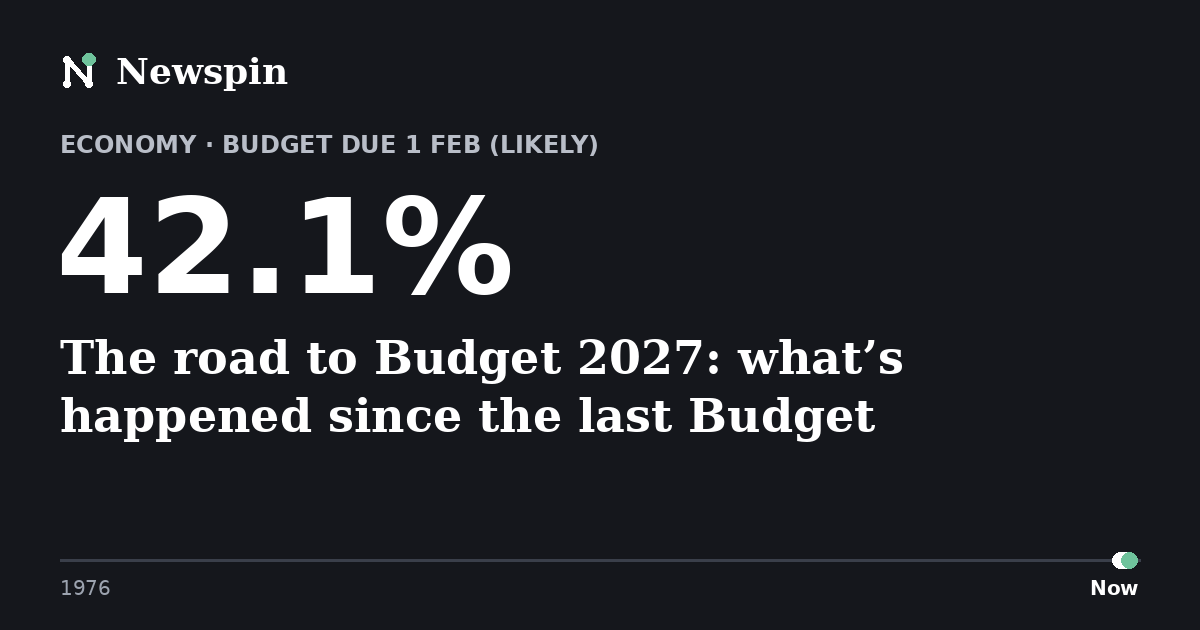 Newspin
ECONOMY · BUDGET DUE 1 FEB (LIKELY)
42.1%
The road to Budget 2027: what’s
happened since the last Budget
1976
Now